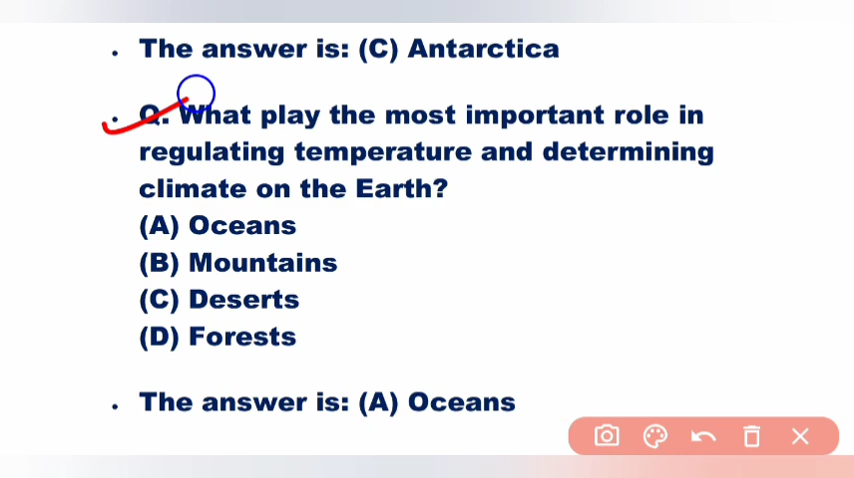 • The answer is: (C) Antarctica
• Q. What play the most important role in
regulating temperature and determining
climate on the Earth?
(A) Oceans
(B) Mountains
(C) Deserts
(D) Forests
• The answer is: (A) Oceans